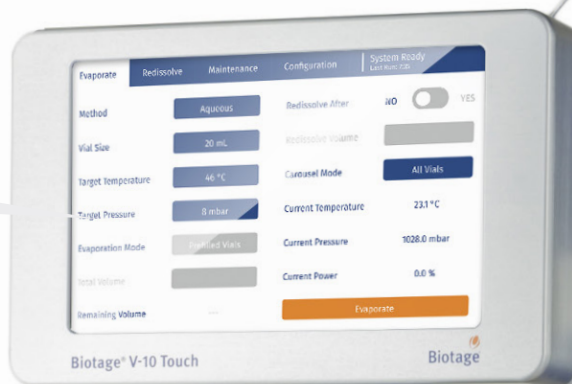 Evaporate Redissolve Maintenance Configuration System Ready
Method Aqueous
Vial Size 20 mL
Target Temperature 46 °C
Target Pressure 8 mbar
Evaporation Mode Prefilled Vials
Total Volume
Remaining Volume ---
Redissolve After NO YES
Redissolve Volume
Carousel Mode All Vials
Current Temperature 23.1 °C
Current Pressure 1028.0 mbar
Current Power 0.0 %
Evaporate
Biotage® V-10 Touch
Biotage